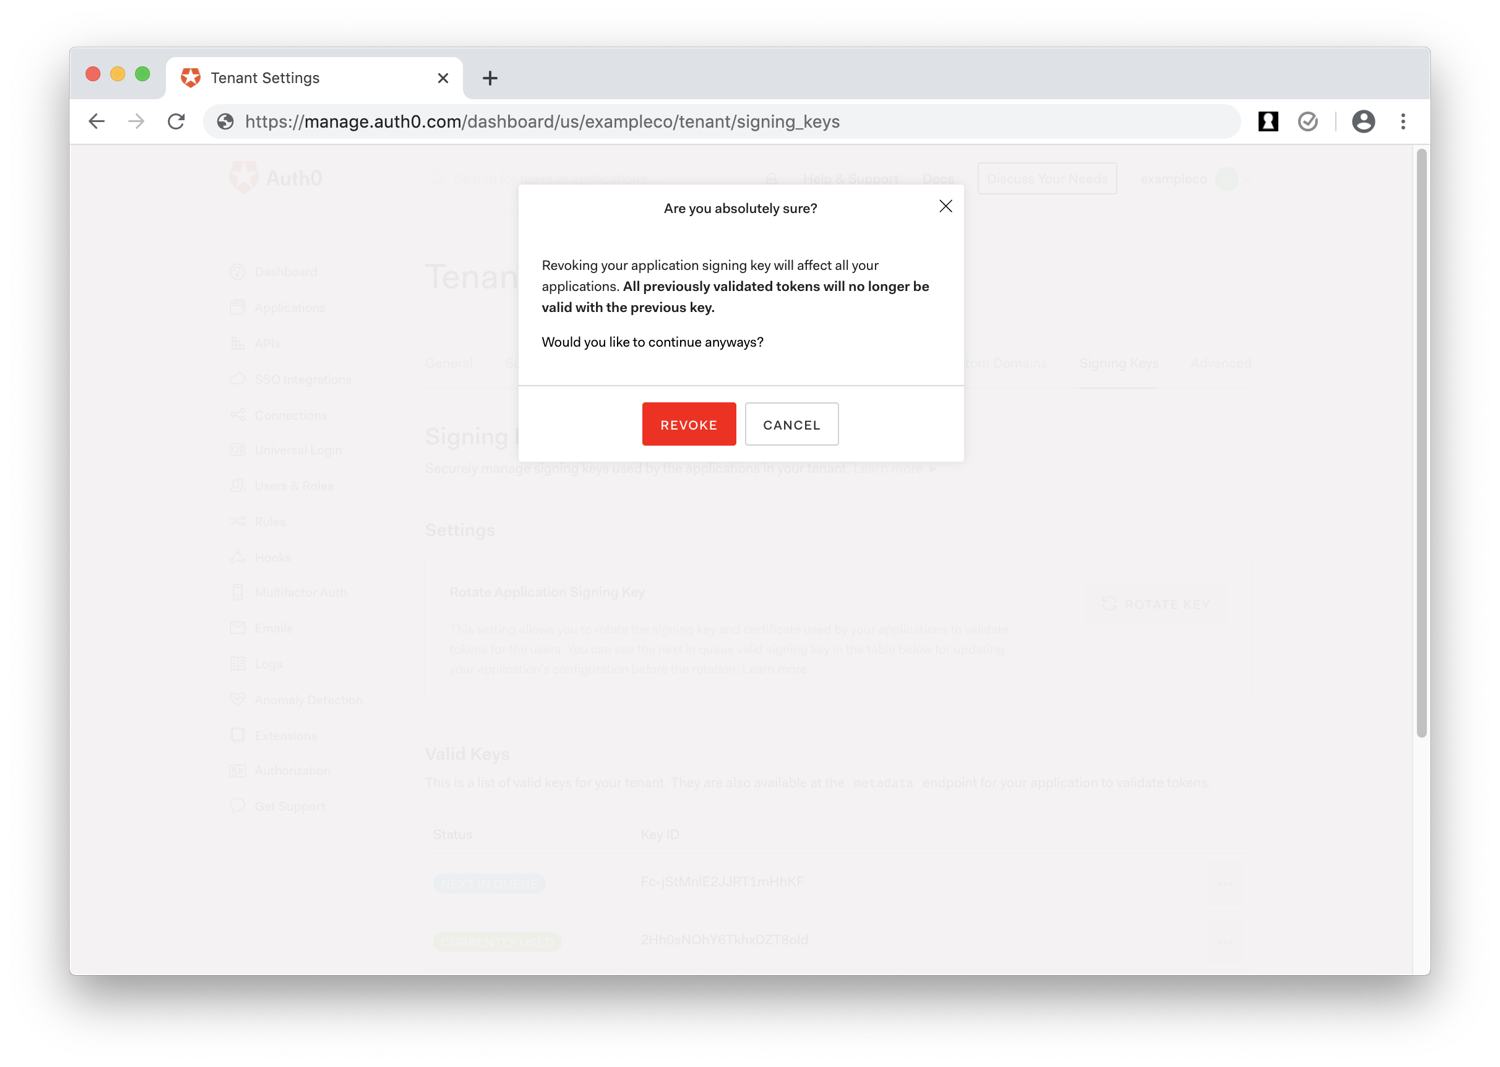 Tenant Settings
https://manage.auth0.com/dashboard/us/exampleco/tenant/signing_keys
Auth0
Help & Support
Docs
Discuss Your Needs
exampleco
Are you absolutely sure?
Revoking your application signing key will affect all your
applications. All previously validated tokens will no longer be
valid with the previous key.
Would you like to continue anyways?
REVOKE
CANCEL
Dashboard
Applications
APIs
SSO Integrations
Connections
Universal Login
Users & Roles
Rules
Hooks
Multifactor Auth
Emails
Logs
Anomaly Detection
Extensions
Authorization
Get Support
Tenant
General
Domains
Signing Keys
Advanced
Signing
Securely manage signing keys used by the applications in your tenant. Learn more
Settings
Rotate Application Signing Key
ROTATE KEY
This setting allows you to rotate the signing key and certificate used by your applications to validate
tokens for the users. You can see the next in queue valid signing key in the table below for updating
your application's configuration before the rotation. Learn more
Valid Keys
This is a list of valid keys for your tenant. They are also available at the metadata endpoint for your application to validate tokens.
Status
Key ID
NEXT IN QUEUE
Fc-jStMnIE2JJRT1mHhKF
CURRENTLY USED
2Hh0sNOhY6TkhxDZT8old